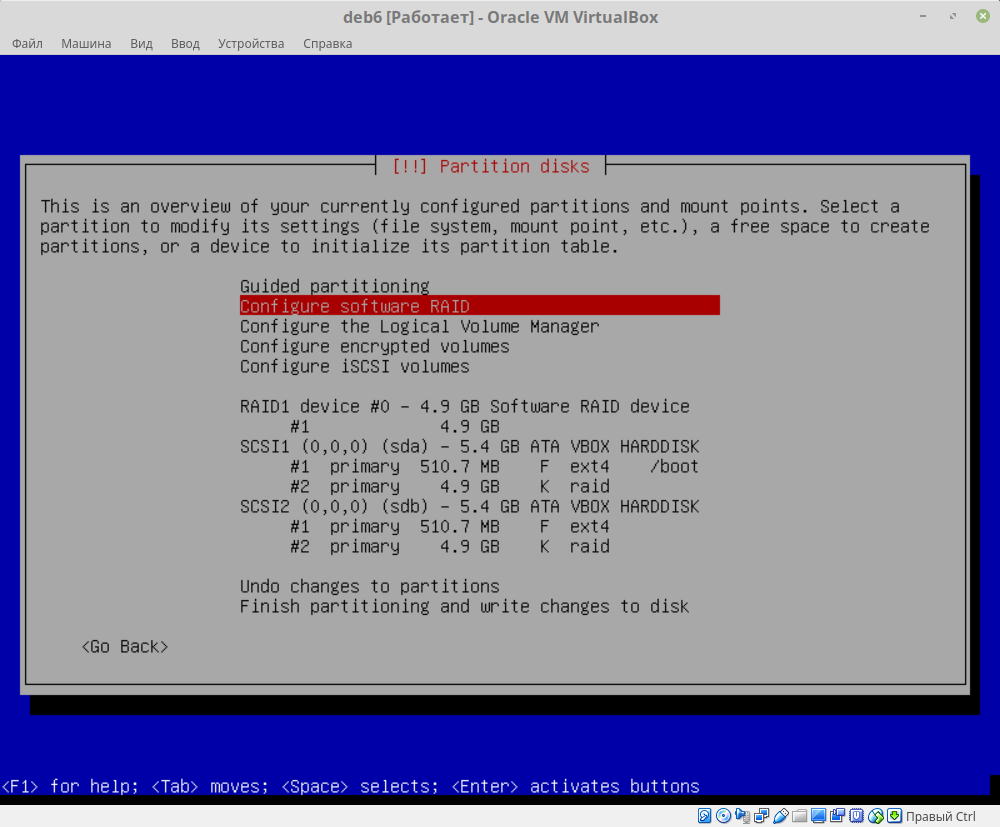 deb6 [Работает] - Oracle VM VirtualBox
Файл Машина Вид Ввод Устройства Справка
[!!] Partition disks
This is an overview of your currently configured partitions and mount points. Select a
partition to modify its settings (file system, mount point, etc.), a free space to create
partitions, or a device to initialize its partition table.
Guided partitioning
Configure software RAID
Configure the Logical Volume Manager
Configure encrypted volumes
Configure iSCSI volumes
RAID1 device #0 - 4.9 GB Software RAID device
#1 4.9 GB
SCSI1 (0,0,0) (sda) - 5.4 GB ATA VBOX HARDDISK
#1 primary 510.7 MB F ext4 /boot
#2 primary 4.9 GB K raid
SCSI2 (0,0,0) (sdb) - 5.4 GB ATA VBOX HARDDISK
#1 primary 510.7 MB F ext4
#2 primary 4.9 GB K raid
Undo changes to partitions
Finish partitioning and write changes to disk
<Go Back>
<F1> for help; <Tab> moves; <Space> selects; <Enter> activates buttons
Правый Ctrl